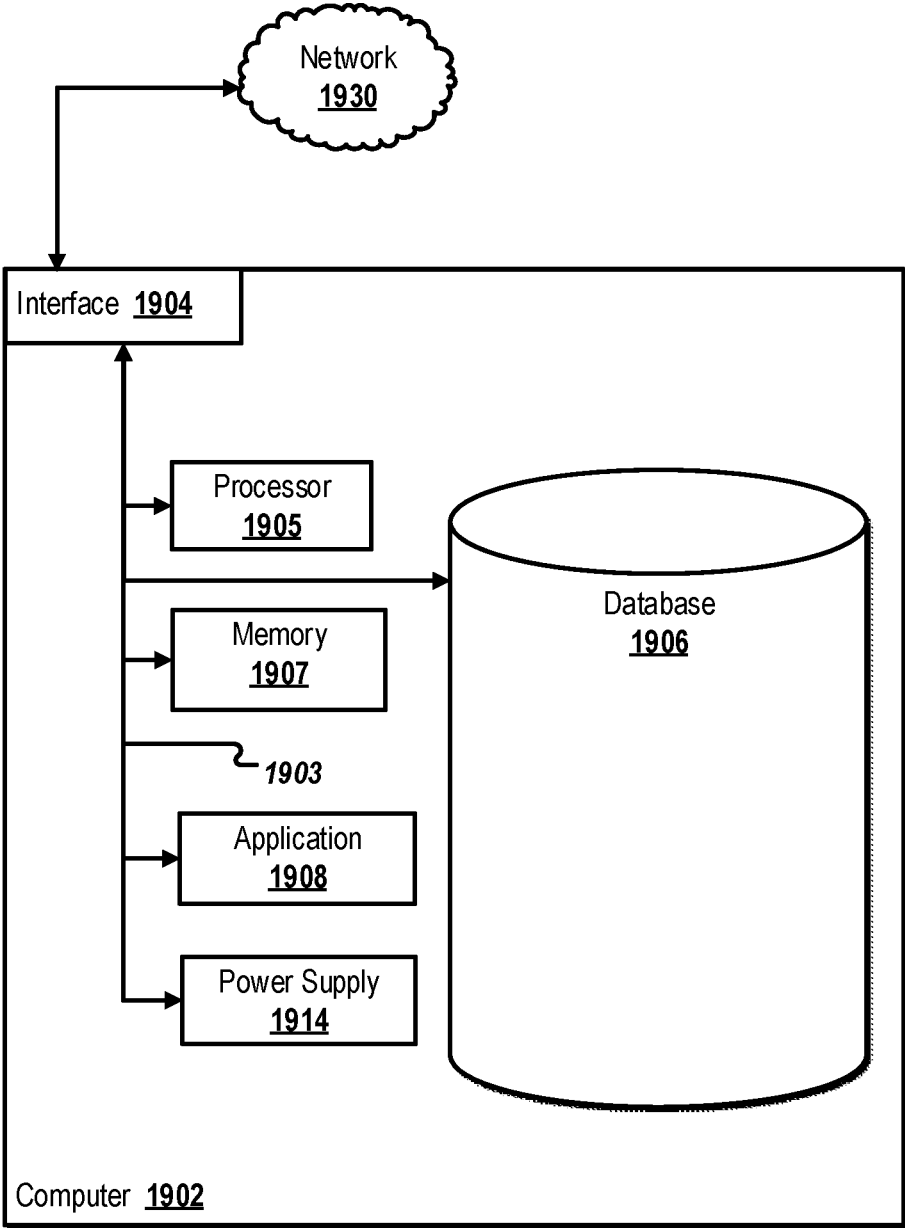 Network
1930
Interface 1904
Processor
1905
Database
1906
Memory
1907
1903
Application
1908
Power Supply
1914
Computer 1902